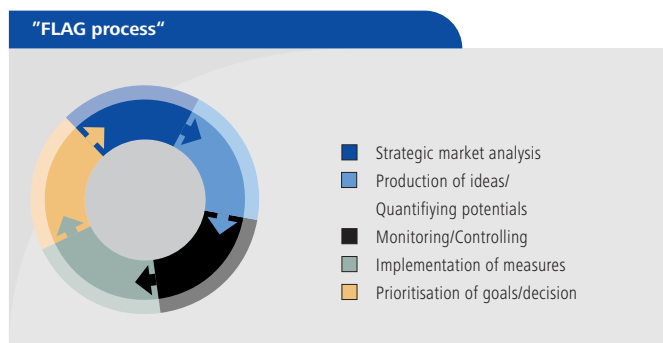 ”FLAG process“
Strategic market analysis
Production of ideas/
Quantifiying potentials
Monitoring/Controlling
Implementation of measures
Prioritisation of goals/decision